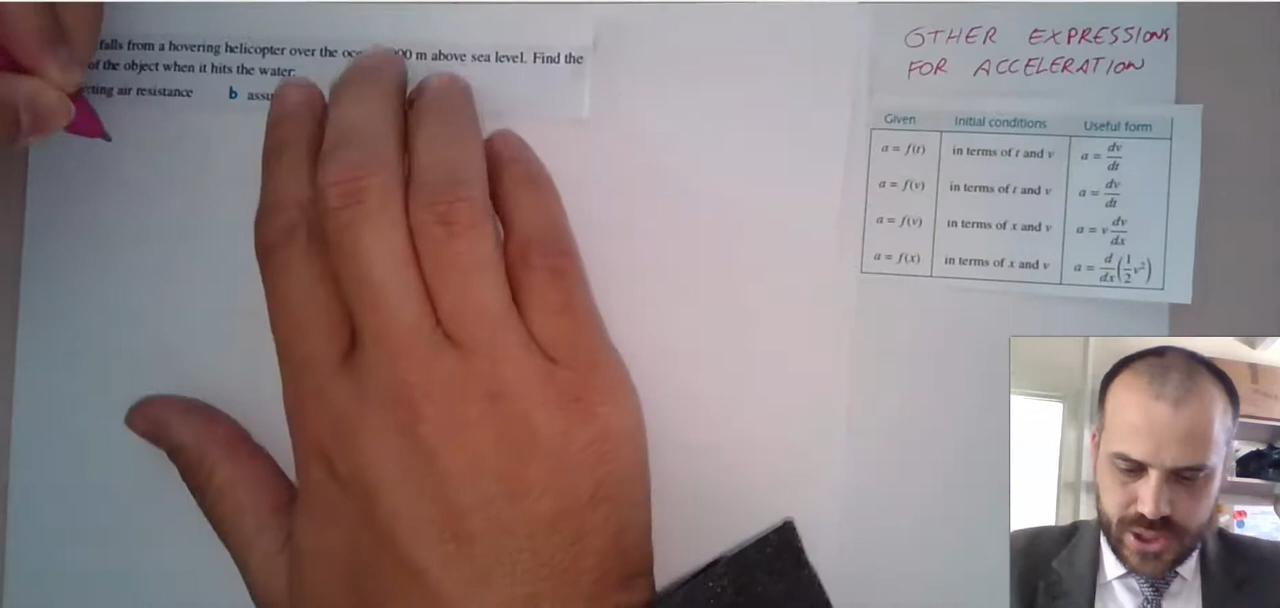 falls from a hovering helicopter over the 00 m above sea level. Find the
of the object when it hits the water:
cting air resistance b assu
OTHER EXPRESSIONS
FOR ACCELERATION
Given Initial conditions Useful form
a = f(t) in terms of t and v a = dv/dt
a = f(v) in terms of t and v a = dv/dt
a = f(v) in terms of x and v a = v dv/dx
a = f(x) in terms of x and v a = d/dx(1/2 v²)